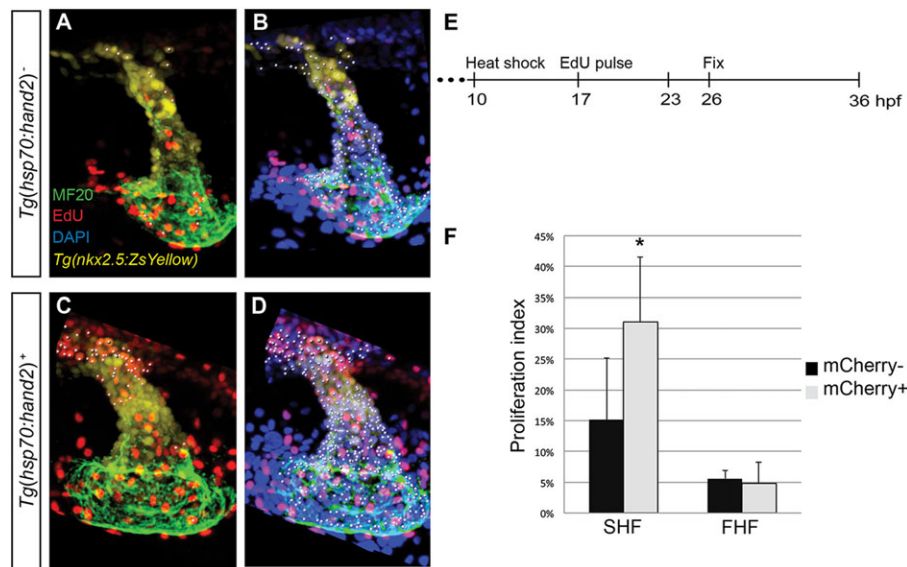 A
B
E
Tg(hsp70:hand2)-
MF20
EdU
DAPI
Tg(nkx2.5:ZsYellow)
Heat shock EdU pulse Fix
10 17 23 26 36 hpf
C
D
F
Tg(hsp70:hand2)+
Proliferation index
45%
40%
35%
30%
25%
20%
15%
10%
5%
0%
*
SHF FHF
mCherry-
mCherry+